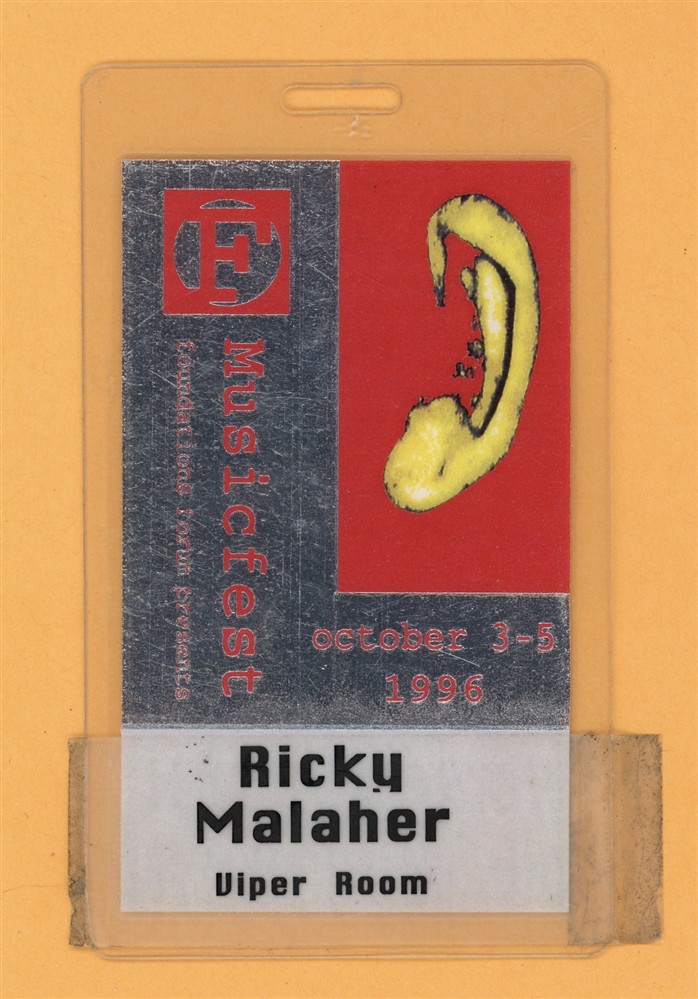 F
Musicfest
foundations forum presents
october 3-5
1996
Ricky
Malaher
Viper Room